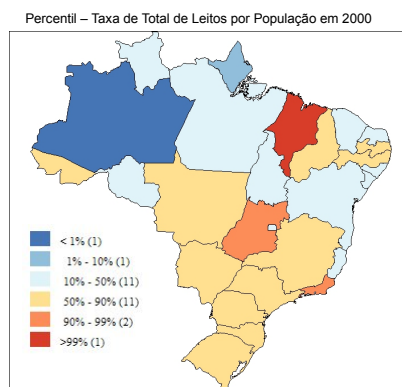 Percentil – Taxa de Total de Leitos por População em 2000
< 1% (1)
1% - 10% (1)
10% - 50% (11)
50% - 90% (11)
90% - 99% (2)
>99% (1)